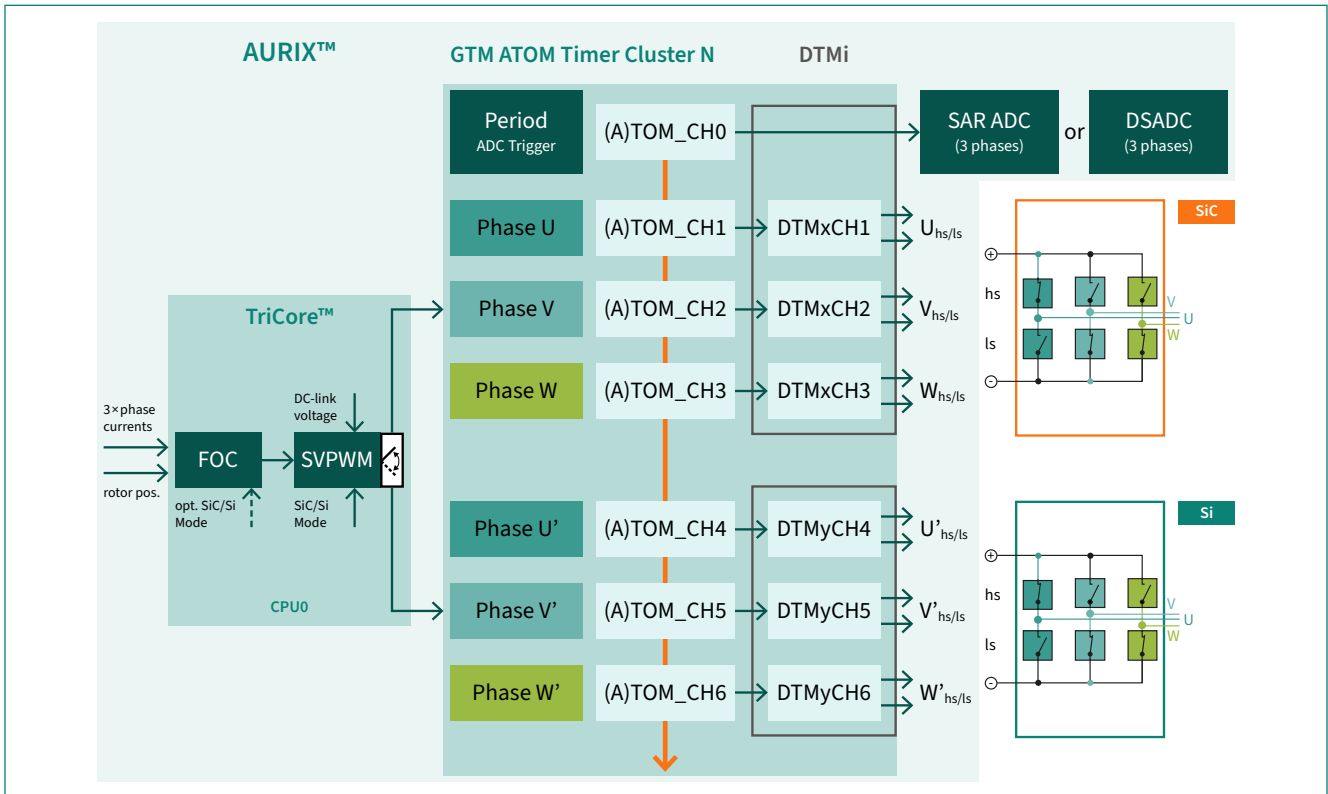 AURIX™
GTM ATOM Timer Cluster N
DTMi
Period
ADC Trigger
(A)TOM_CH0
SAR ADC
(3 phases)
or
DSADC
(3 phases)
Phase U
(A)TOM_CH1
DTMxCH1
Uhs/ls
Phase V
(A)TOM_CH2
DTMxCH2
Vhs/ls
Phase W
(A)TOM_CH3
DTMxCH3
Whs/ls
SiC
+
hs
V
U
W
ls
-
TriCore™
3×phase
currents
rotor pos.
FOC
opt. SiC/Si
Mode
DC-link
voltage
SVPWM
SiC/Si
Mode
CPU0
Phase U’
(A)TOM_CH4
DTMyCH4
U’hs/ls
Phase V’
(A)TOM_CH5
DTMyCH5
V’hs/ls
Phase W’
(A)TOM_CH6
DTMyCH6
W’hs/ls
Si
+
hs
V
U
W
ls
-